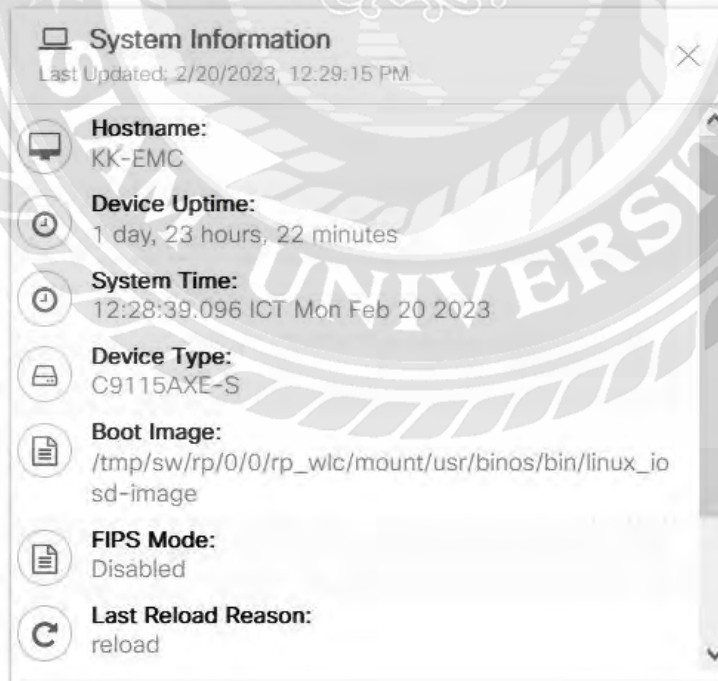 System Information
Last Updated: 2/20/2023, 12:29:15 PM
Hostname:
KK-EMC
Device Uptime:
1 day, 23 hours, 22 minutes
System Time:
12:28:39.096 ICT Mon Feb 20 2023
Device Type:
C9115AXE-S
Boot Image:
/tmp/sw/rp/0/0/rp_wlc/mount/usr/binos/bin/linux_io
sd-image
FIPS Mode:
Disabled
Last Reload Reason:
reload
SIAM UNIVERSITY